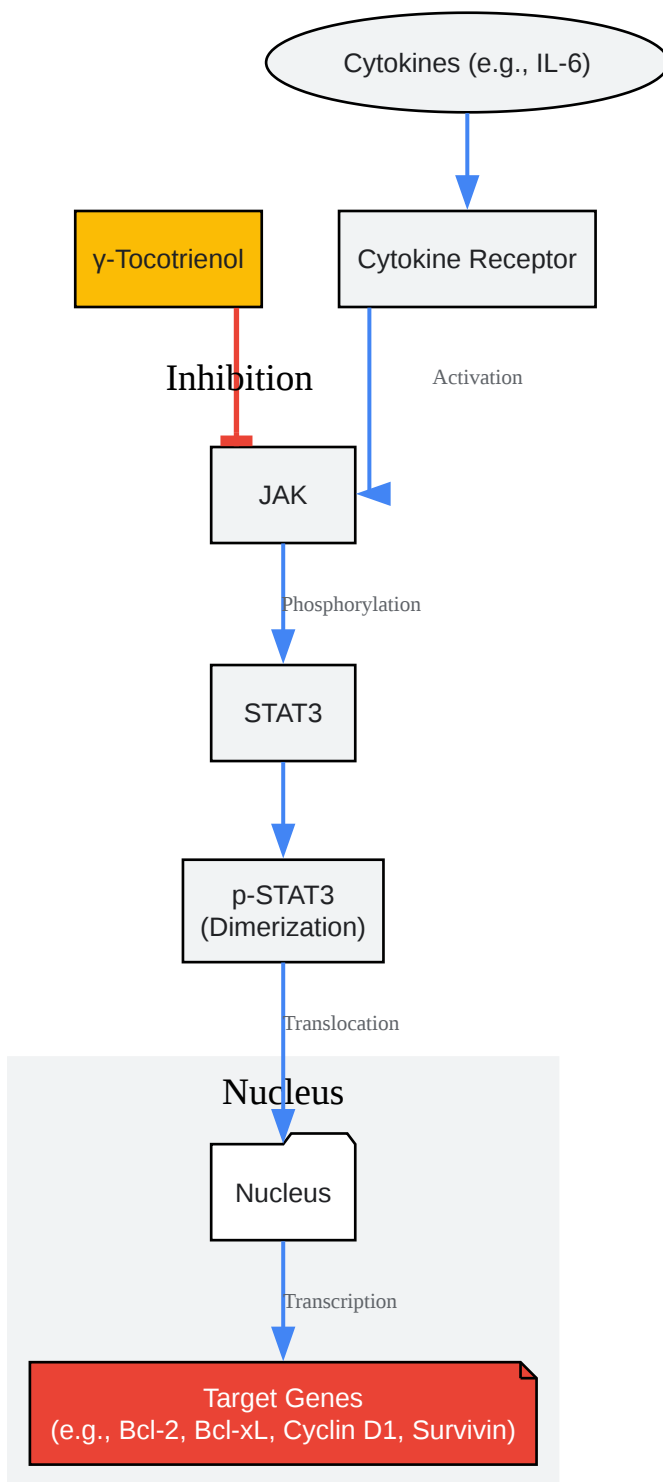 Cytokines (e.g., IL-6)
γ-Tocotrienol
Cytokine Receptor
Inhibition
Activation
JAK
Phosphorylation
STAT3
p-STAT3
(Dimerization)
Translocation
Nucleus
Nucleus
Transcription
Target Genes
(e.g., Bcl-2, Bcl-xL, Cyclin D1, Survivin)